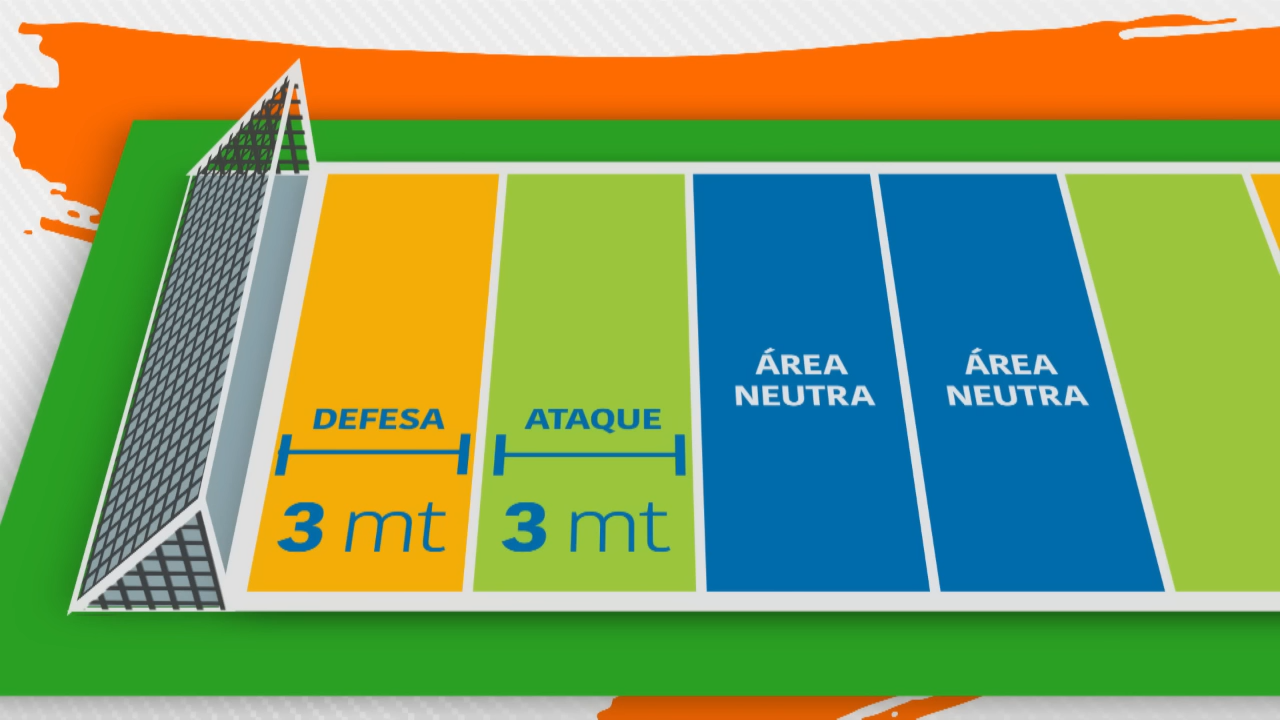 DEFESA
3 mt
ATAQUE
3 mt
ÁREA
NEUTRA
ÁREA
NEUTRA